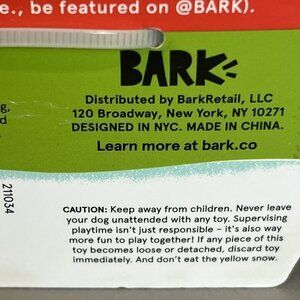 e., be featured on @BARK).
BARK
g,
d
Distributed by BarkRetail, LLC
120 Broadway, New York, NY 10271
DESIGNED IN NYC. MADE IN CHINA.
Learn more at bark.co
211034
CAUTION: Keep away from children. Never leave
your dog unattended with any toy. Supervising
playtime isn't just responsible – it's also way
more fun to play together! If any piece of this
toy becomes loose or detached, discard toy
immediately. And don't eat the yellow snow.